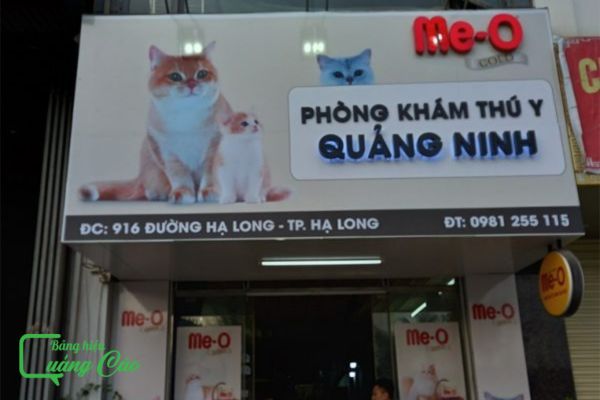 Me-O
GOLD
PHÒNG KHÁM THÚ Y
QUẢNG NINH
ĐC: 916 ĐƯỜNG HẠ LONG - TP. HẠ LONG
ĐT: 0981 255 115
Me-O
Me-O
Me-O
Me-O
Me-O
Bảng hiệu
Quảng Cáo